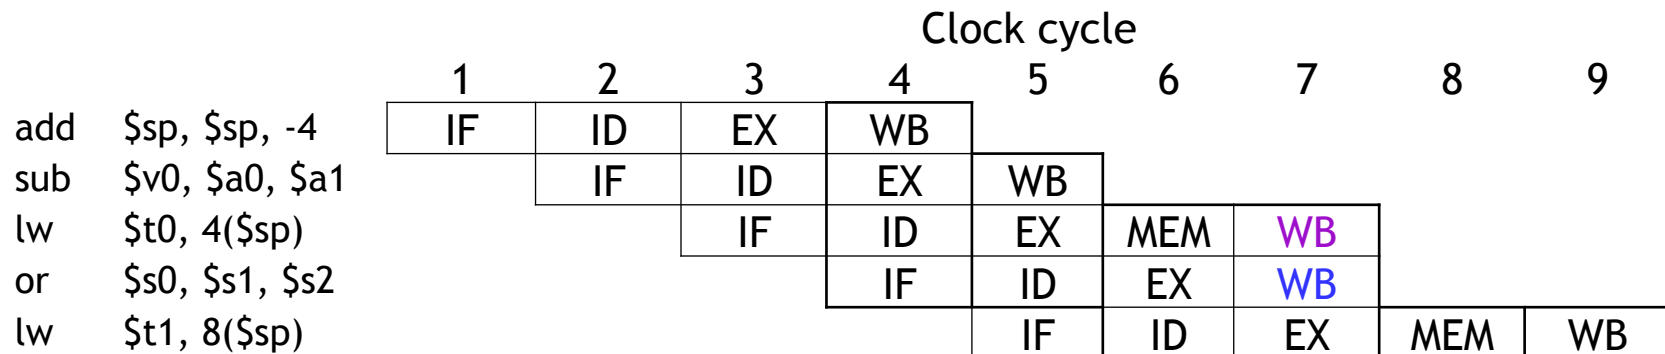 Clock cycle
1 2 3 4 5 6 7 8 9
add $sp, $sp, -4 IF ID EX WB
sub $v0, $a0, $a1 IF ID EX WB
lw $t0, 4($sp) IF ID EX MEM WB
or $s0, $s1, $s2 IF ID EX WB
lw $t1, 8($sp) IF ID EX MEM WB